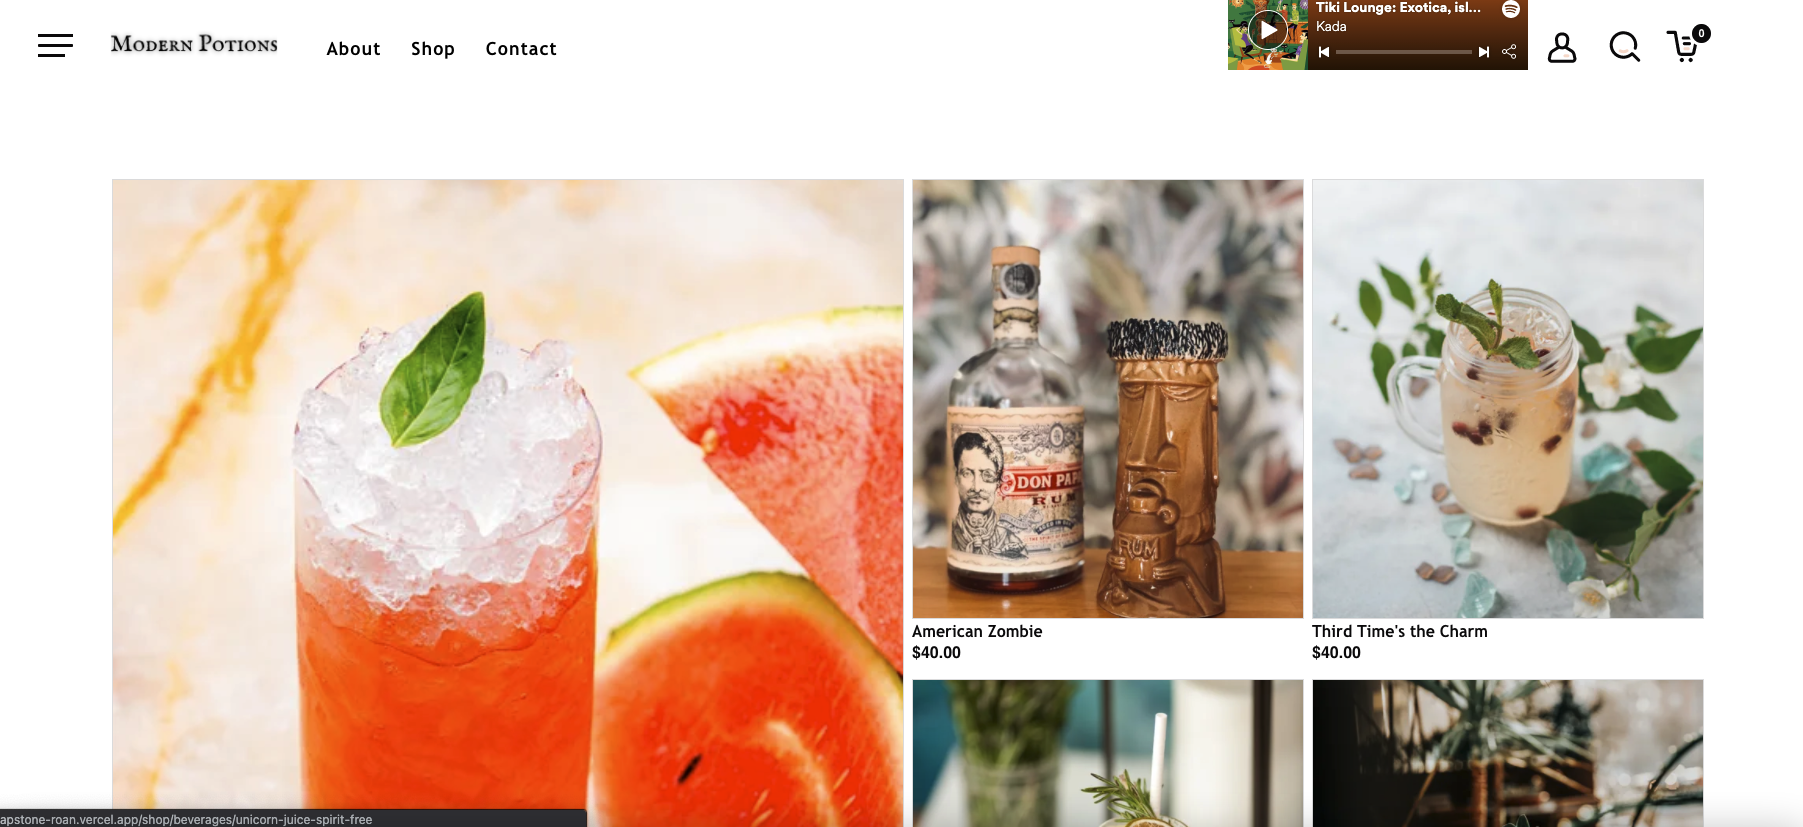 Modern Potions
About
Shop
Contact
Tiki Lounge: Exotica, isl...
Kada
0
DON PAP
RUM
RUM
American Zombie
$40.00
Third Time's the Charm
$40.00
apstone-roan.vercel.app/shop/beverages/unicorn-juice-spirit-free